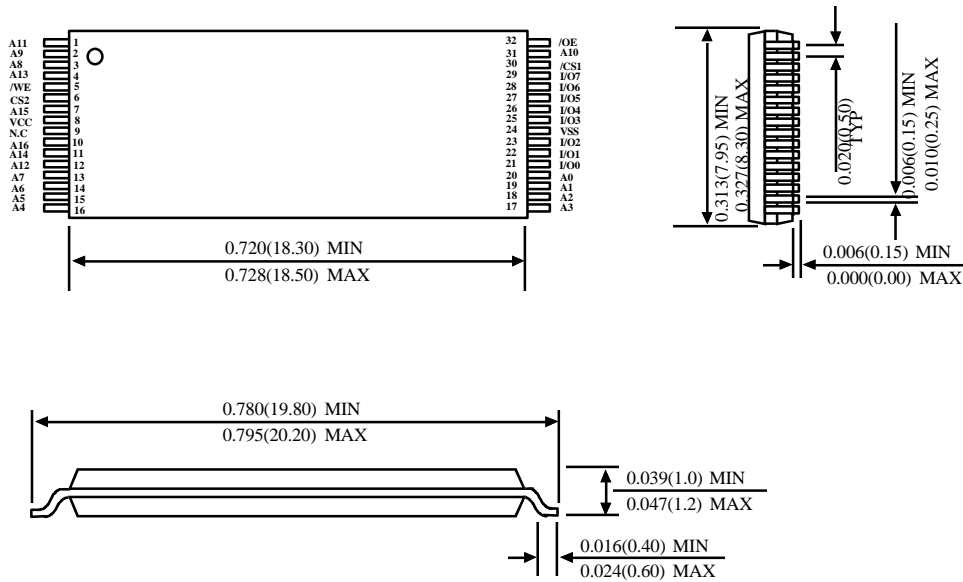 A11 1 32 /OE
A9 2 31 A10
A8 3 30 /CS1
A13 4 29 I/O7
/WE 5 28 I/O6
CS2 6 27 I/O5
A15 7 26 I/O4
VCC 8 25 I/O3
N.C 9 24 VSS
A16 10 23 I/O2
A14 11 22 I/O1
A12 12 21 I/O0
A7 13 20 A0
A6 14 19 A1
A5 15 18 A2
A4 16 17 A3
0.720(18.30) MIN
0.728(18.50) MAX
0.313(7.95) MIN
0.327(8.30) MAX
0.020(0.50)
TYP
0.006(0.15) MIN
0.010(0.25) MAX
0.006(0.15) MIN
0.000(0.00) MAX
0.780(19.80) MIN
0.795(20.20) MAX
0.039(1.0) MIN
0.047(1.2) MAX
0.016(0.40) MIN
0.024(0.60) MAX